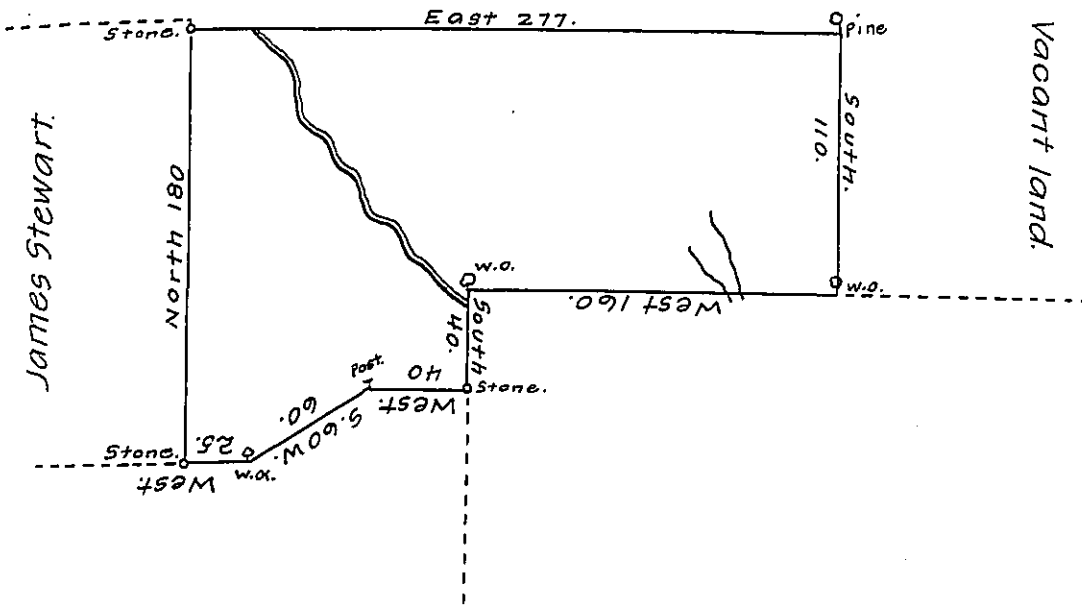 East 277.
Stone.
Pine
Vacant land.
South.
110.
James Stewart.
North 180
w.o.
West 160.
w.o.
South
40.
Post.
40
West.
Stone.
60.
S.60W.
Stone.
25.
w.o.
West